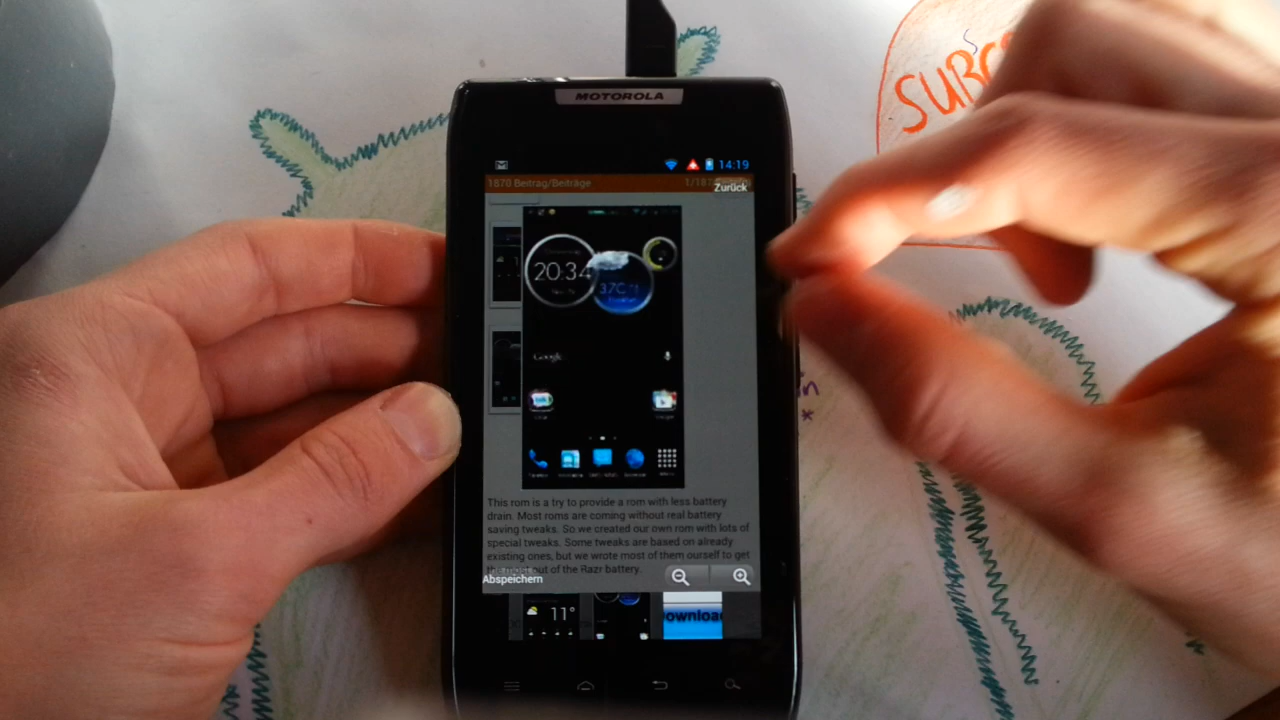 SUBSC
MOTOROLA
14:19
1870 Beitrag/Beiträge
Zurück
20:34
37C
Google
This rom is a try to provide a rom with less battery
drain. Most roms are coming without real battery
saving tweaks. So we created our own rom with lots of
special tweaks. Some tweaks are based on already
existing ones, but we wrote most of them ourself to get
out of the Razr battery.
Abspeichern
11°
ownload